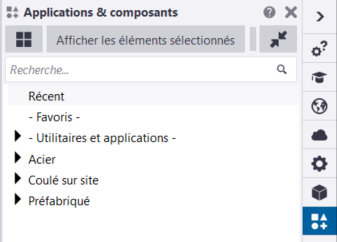 Applications & composants
Afficher les éléments sélectionnés
Recherche...
Récent
- Favoris -
- Utilitaires et applications -
Acier
Coulé sur site
Préfabriqué